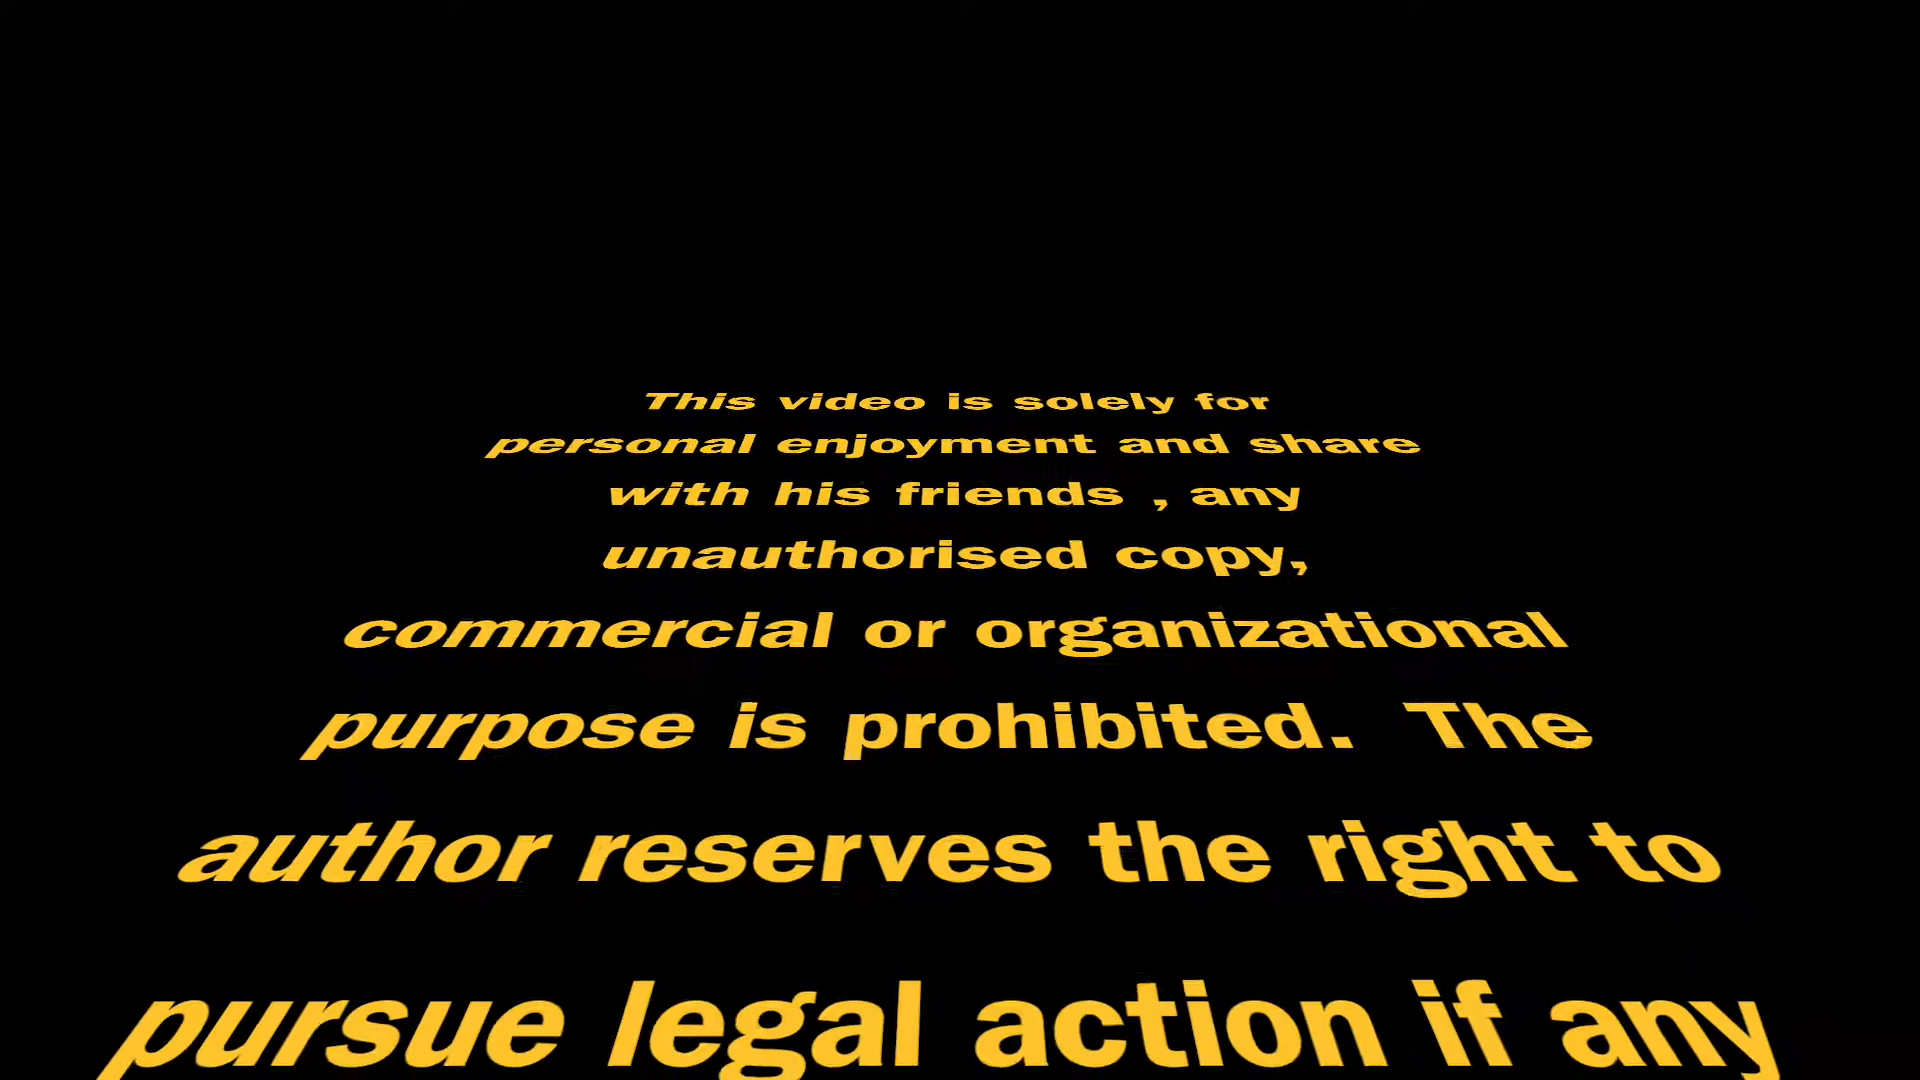 This video is solely for
personal enjoyment and share
with his friends , any
unauthorised copy,
commercial or organizational
purpose is prohibited.  The
author reserves the right to
pursue legal action if any